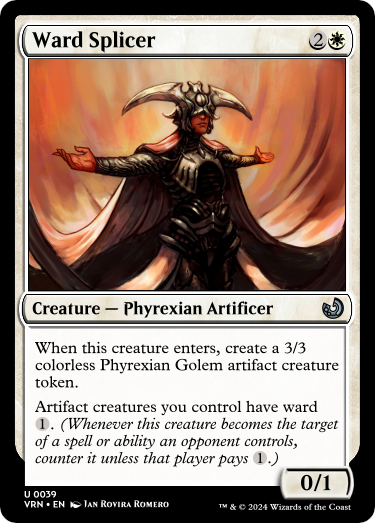 Ward Splicer 2
Creature — Phyrexian Artificer
When this creature enters, create a 3/3
colorless Phyrexian Golem artifact creature
token.
Artifact creatures you control have ward
1. (Whenever this creature becomes the target
of a spell or ability an opponent controls,
counter it unless that player pays 1.)
0/1
U 0039
VRN • EN Jan Rovira Romero
™ & © 2024 Wizards of the Coast